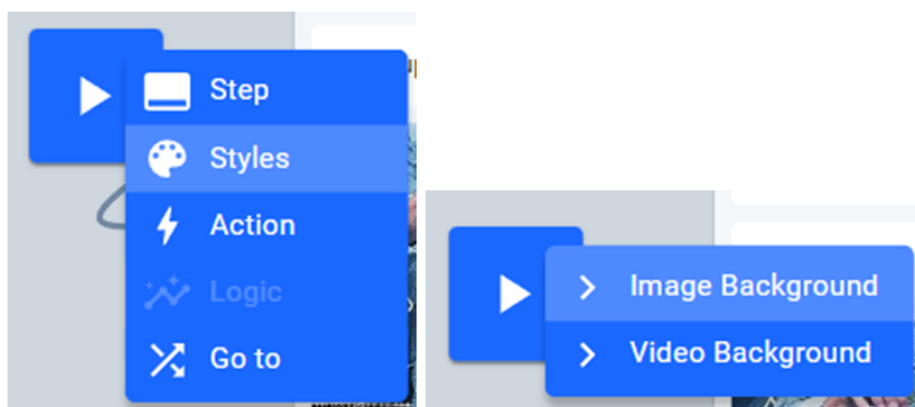 Step
Styles
Action
Logic
Go to
Image Background
Video Background